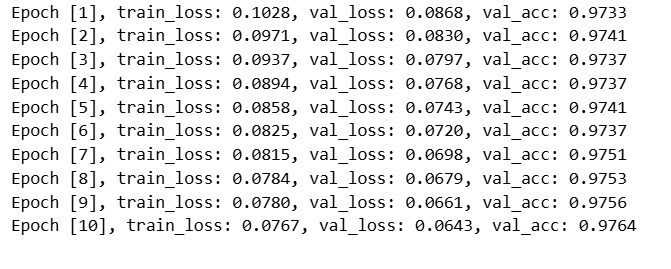 Epoch [1], train_loss: 0.1028, val_loss: 0.0868, val_acc: 0.9733
Epoch [2], train_loss: 0.0971, val_loss: 0.0830, val_acc: 0.9741
Epoch [3], train_loss: 0.0937, val_loss: 0.0797, val_acc: 0.9737
Epoch [4], train_loss: 0.0894, val_loss: 0.0768, val_acc: 0.9737
Epoch [5], train_loss: 0.0858, val_loss: 0.0743, val_acc: 0.9741
Epoch [6], train_loss: 0.0825, val_loss: 0.0720, val_acc: 0.9737
Epoch [7], train_loss: 0.0815, val_loss: 0.0698, val_acc: 0.9751
Epoch [8], train_loss: 0.0784, val_loss: 0.0679, val_acc: 0.9753
Epoch [9], train_loss: 0.0780, val_loss: 0.0661, val_acc: 0.9756
Epoch [10], train_loss: 0.0767, val_loss: 0.0643, val_acc: 0.9764